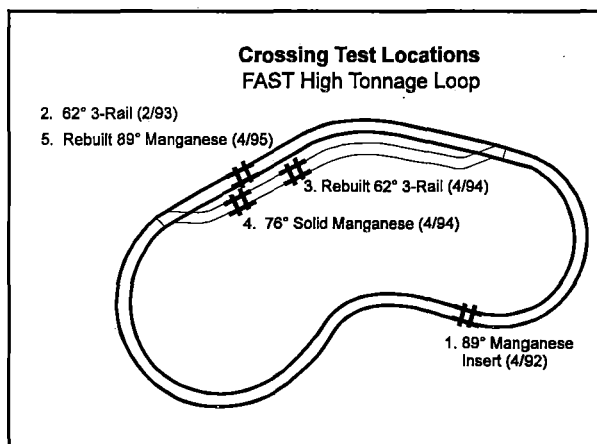 Crossing Test Locations
FAST High Tonnage Loop
2. 62° 3-Rail (2/93)
5. Rebuilt 89° Manganese (4/95)
3. Rebuilt 62° 3-Rail (4/94)
4. 76° Solid Manganese (4/94)
1. 89° Manganese
Insert (4/92)